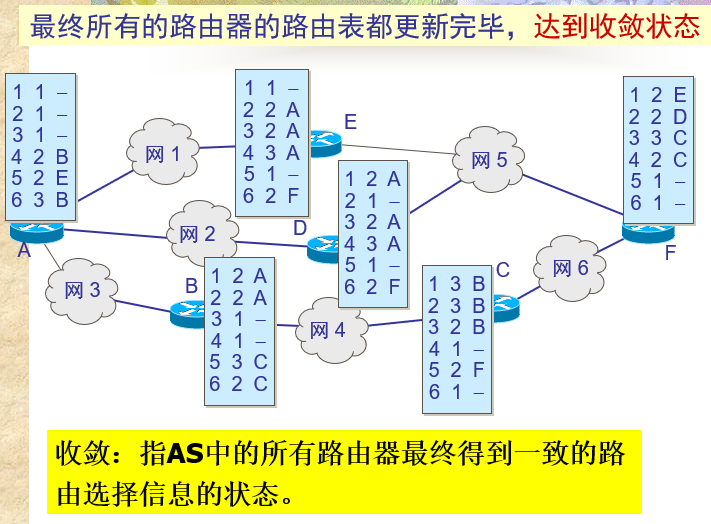 最终所有的路由器的路由表都更新完毕，达到收敛状态
1 1 –
2 1 –
3 1 –
4 2 B
5 2 E
6 3 B
A
网 1
1 1 –
2 2 A
3 2 A
4 3 A
5 1 –
6 2 F
E
网 5
1 2 E
2 2 D
3 3 C
4 2 C
5 1 –
6 1 –
F
网 2
D
1 2 A
2 1 –
3 2 A
4 3 A
5 1 –
6 2 F
网 3
B
1 2 A
2 2 A
3 1 –
4 1 –
5 3 C
6 2 C
网 4
C
1 3 B
2 3 B
3 2 B
4 1 –
5 2 F
6 1 –
网 6
收敛：指AS中的所有路由器最终得到一致的路
由选择信息的状态。